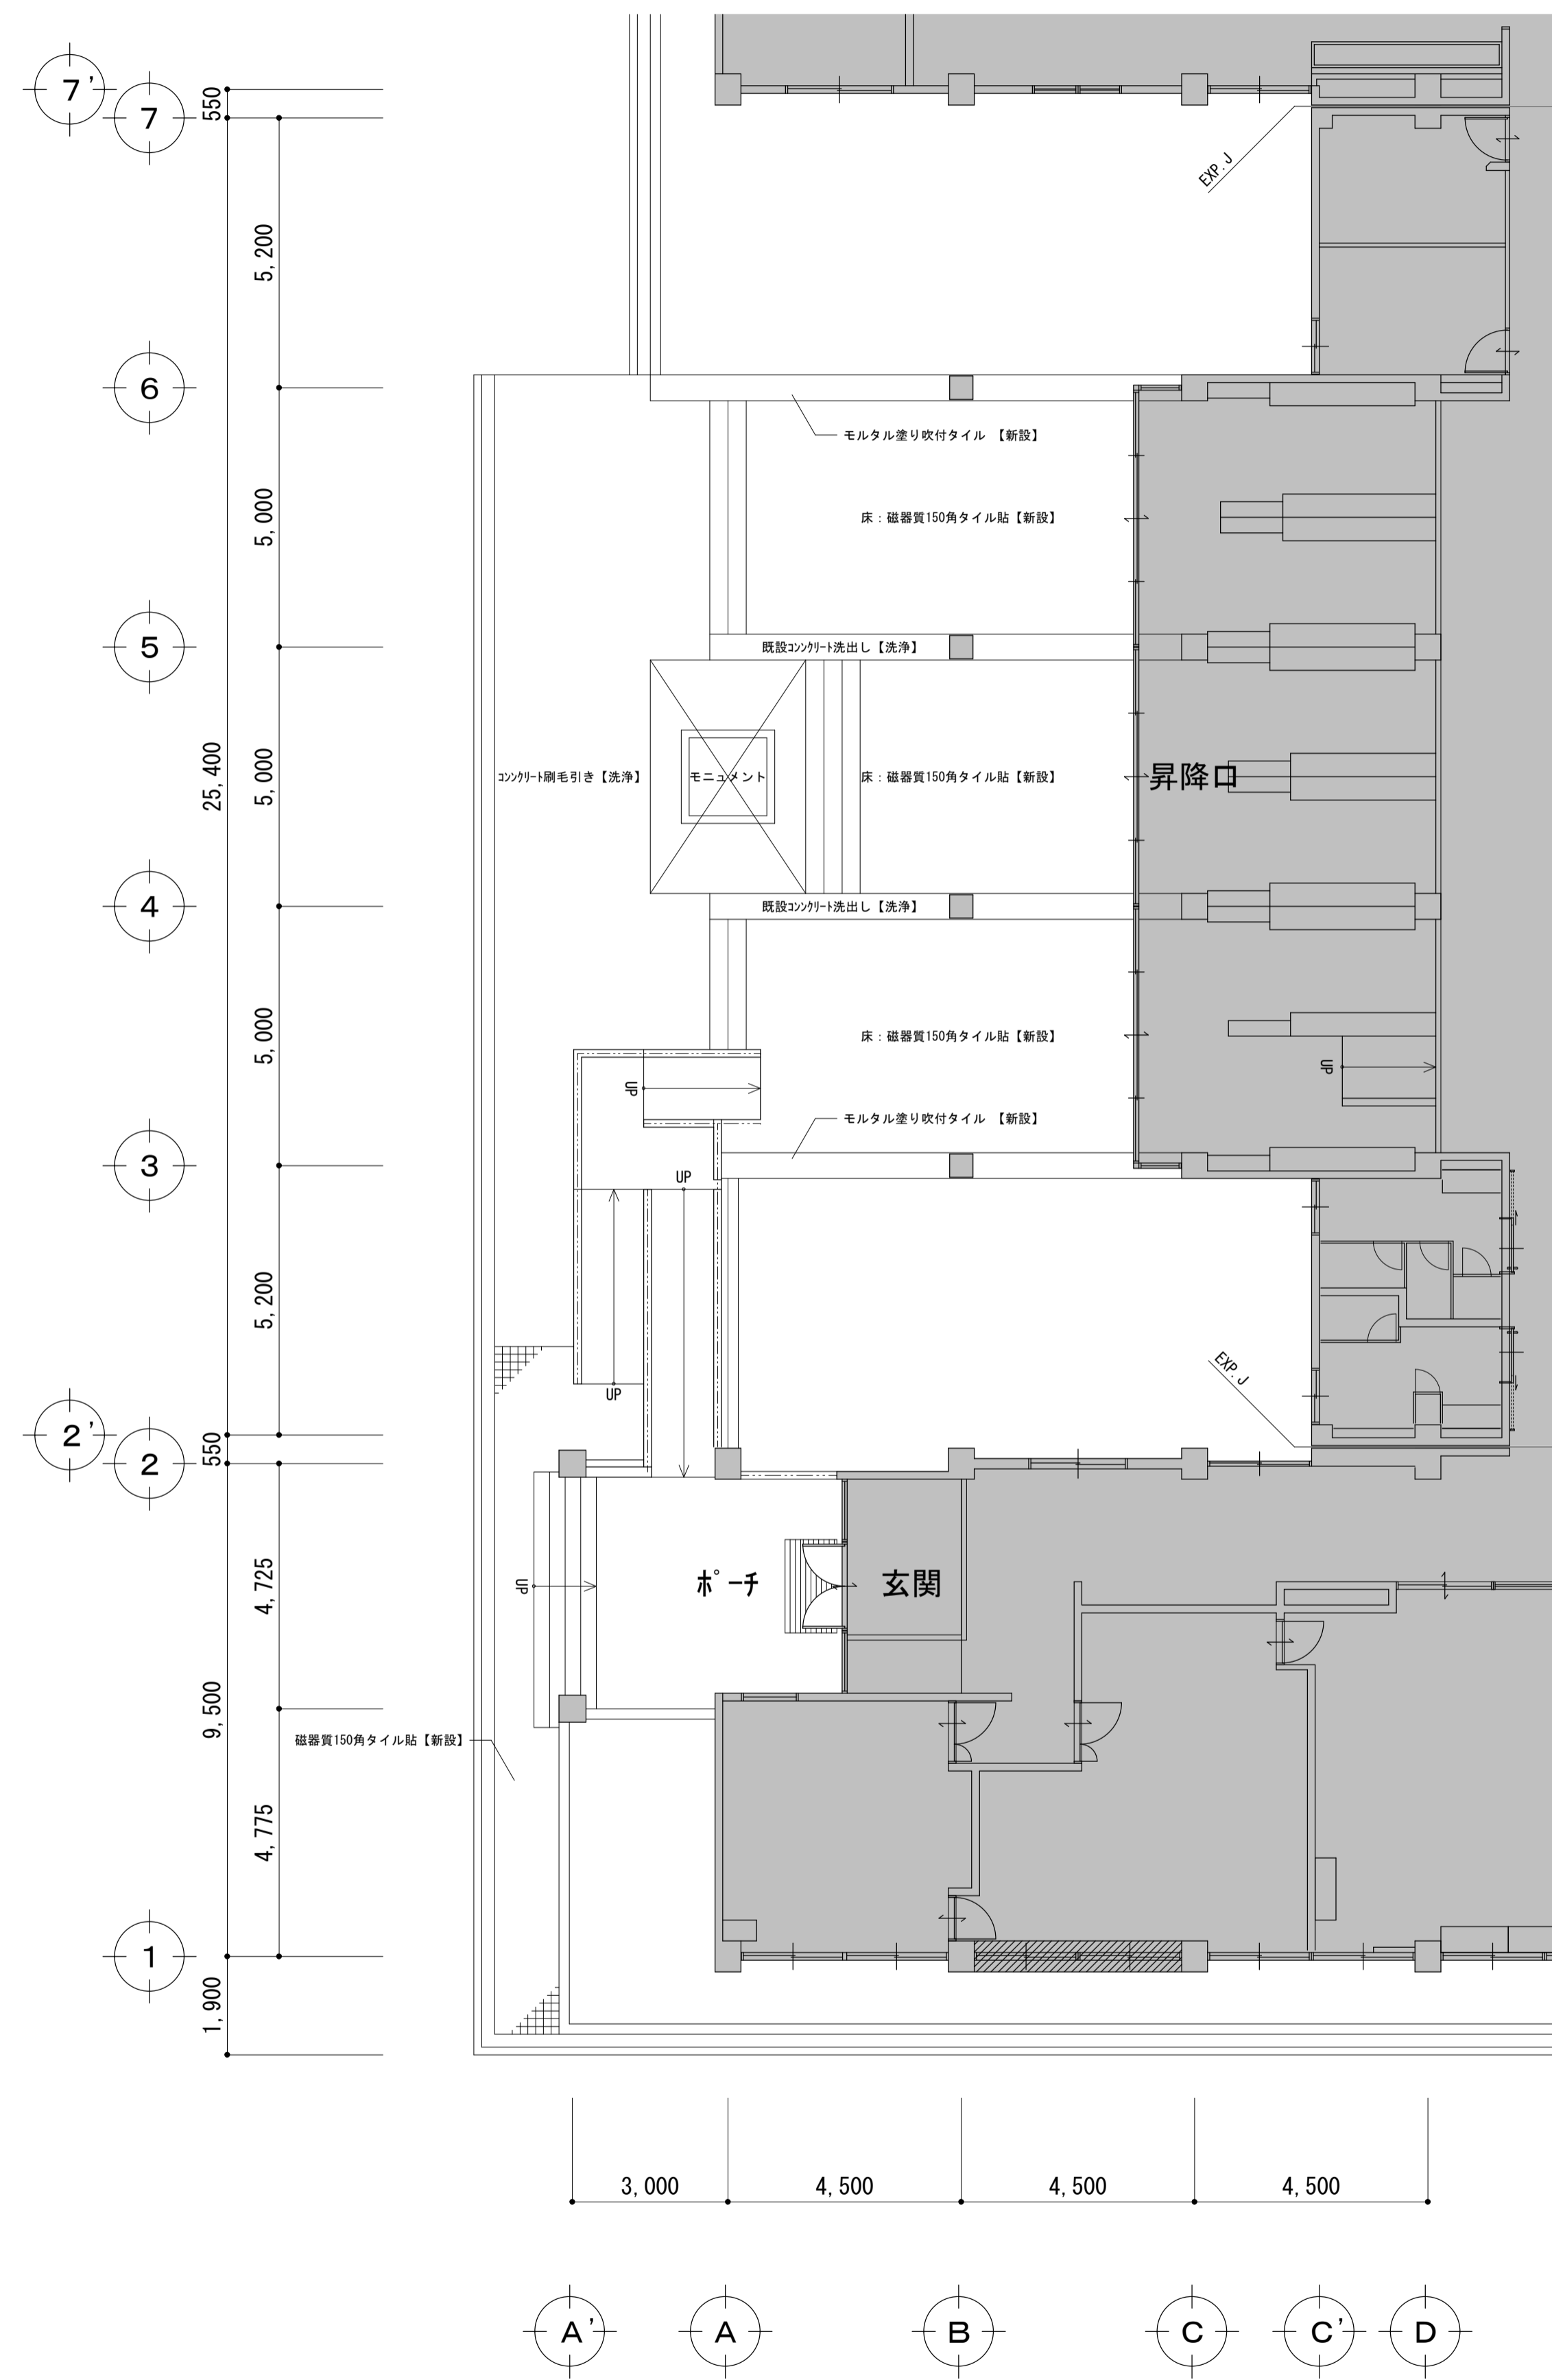 7'
7
550
5,200
EXP.J
6
モルタル塗り吹付タイル 【新設】
5,000
床：磁器質150角タイル貼【新設】
5
既設コンクリート洗出し【洗浄】
25,400
5,000
コンクリート刷毛引き【洗浄】
モニュメント
床：磁器質150角タイル貼【新設】
昇降口
4
既設コンクリート洗出し【洗浄】
5,000
床：磁器質150角タイル貼【新設】
UP
UP
モルタル塗り吹付タイル 【新設】
3
UP
5,200
EXP.J
UP
2'
2
550
4,725
UP
ポーチ
玄関
9,500
磁器質150角タイル貼【新設】
4,775
1
1,900
3,000
4,500
4,500
4,500
A'
A
B
C
C'
D